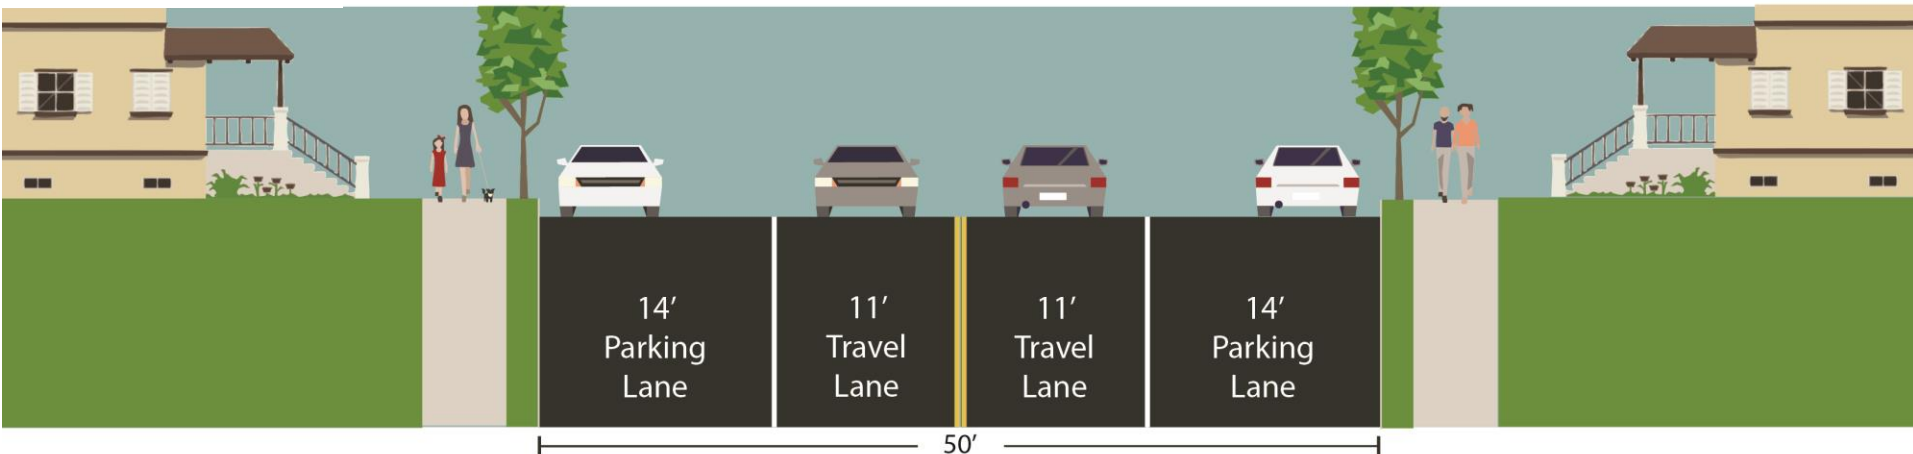 14′
Parking
Lane
11′
Travel
Lane
11′
Travel
Lane
14′
Parking
Lane
50′